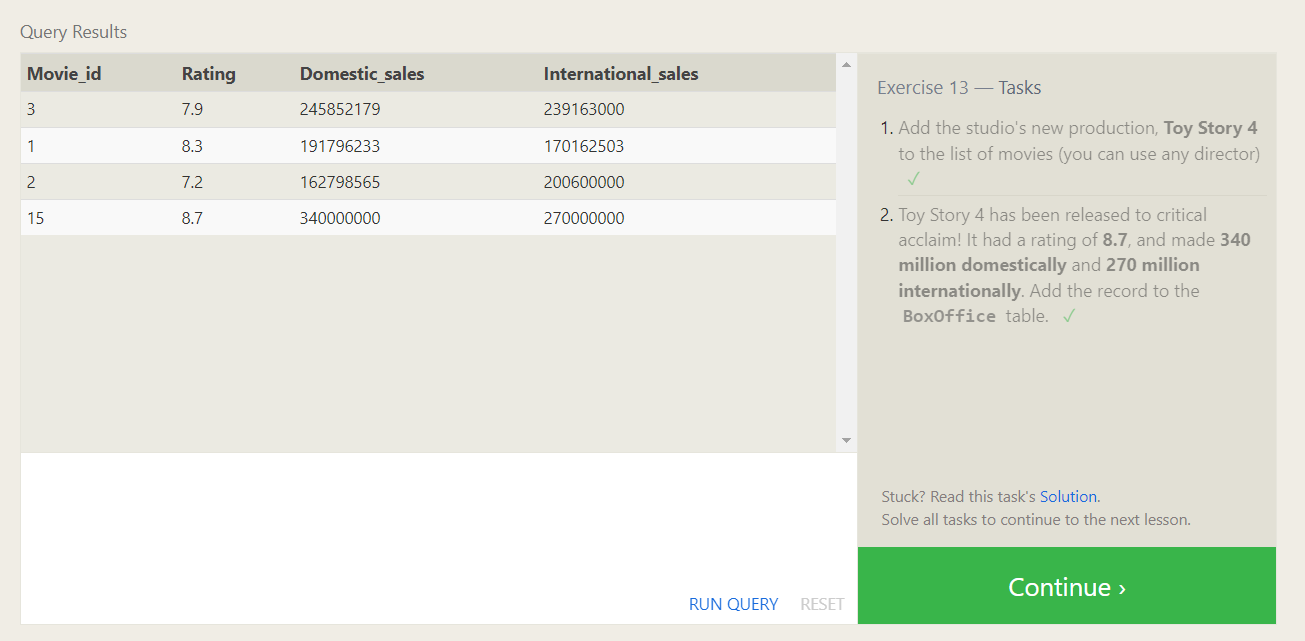 Query Results
Movie_id Rating Domestic_sales International_sales
3 7.9 245852179 239163000
1 8.3 191796233 170162503
2 7.2 162798565 200600000
15 8.7 340000000 270000000
RUN QUERY RESET
Exercise 13 — Tasks
1. Add the studio's new production, Toy Story 4
to the list of movies (you can use any director)
✓
2. Toy Story 4 has been released to critical
acclaim! It had a rating of 8.7, and made 340
million domestically and 270 million
internationally. Add the record to the
BoxOffice table. ✓
Stuck? Read this task's Solution.
Solve all tasks to continue to the next lesson.
Continue ›